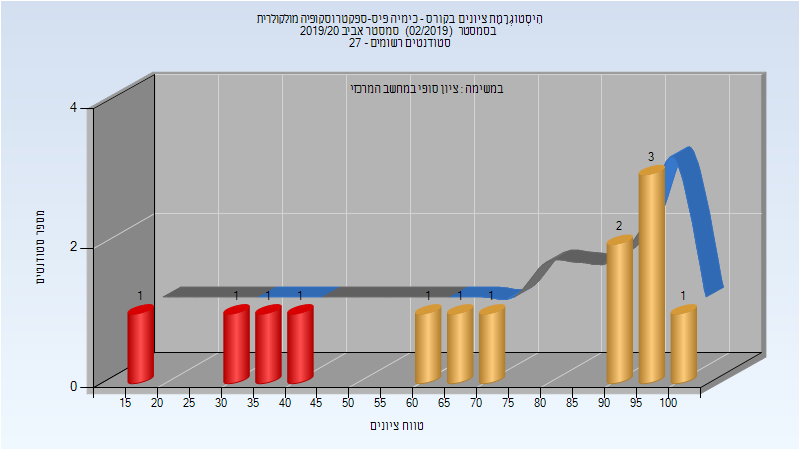 היסטוגרמת ציונים בקורס - כימיה פיס-ספקטרוסקופיה מולקולרית
בסמסטר (02/2019) סמסטר אביב 2019/20
סטודנטים רשומים - 27
במשימה : ציון סופי במחשב המרכזי
מספר סטודנטים
4
2
0
1
1
1
1
1
1
1
2
3
1
15 20 25 30 35 40 45 50 55 60 65 70 75 80 85 90 95 100
טווח ציונים